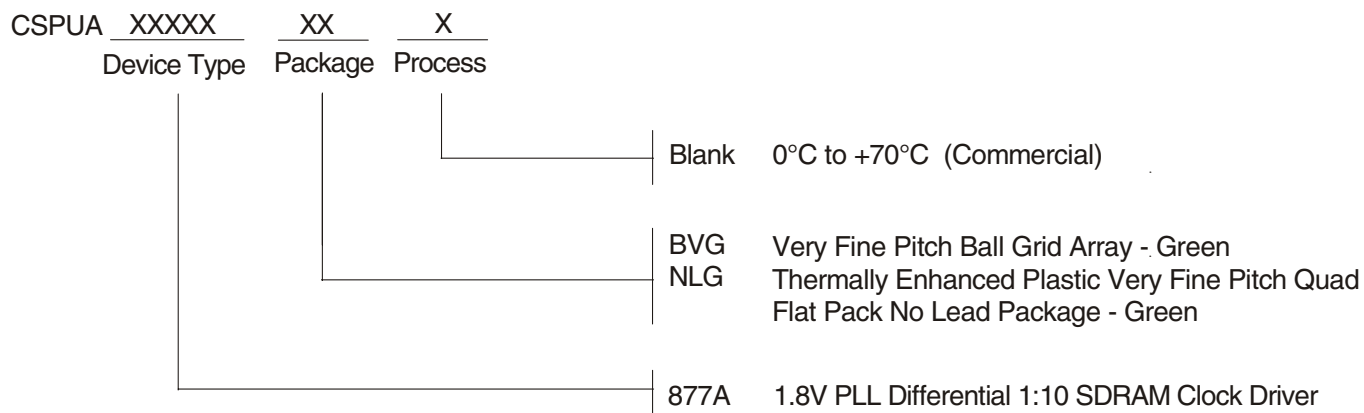 CSPUA XXXXX XX X
Device Type Package Process
Blank 0°C to +70°C (Commercial)
BVG Very Fine Pitch Ball Grid Array - Green
NLG Thermally Enhanced Plastic Very Fine Pitch Quad
Flat Pack No Lead Package - Green
877A 1.8V PLL Differential 1:10 SDRAM Clock Driver